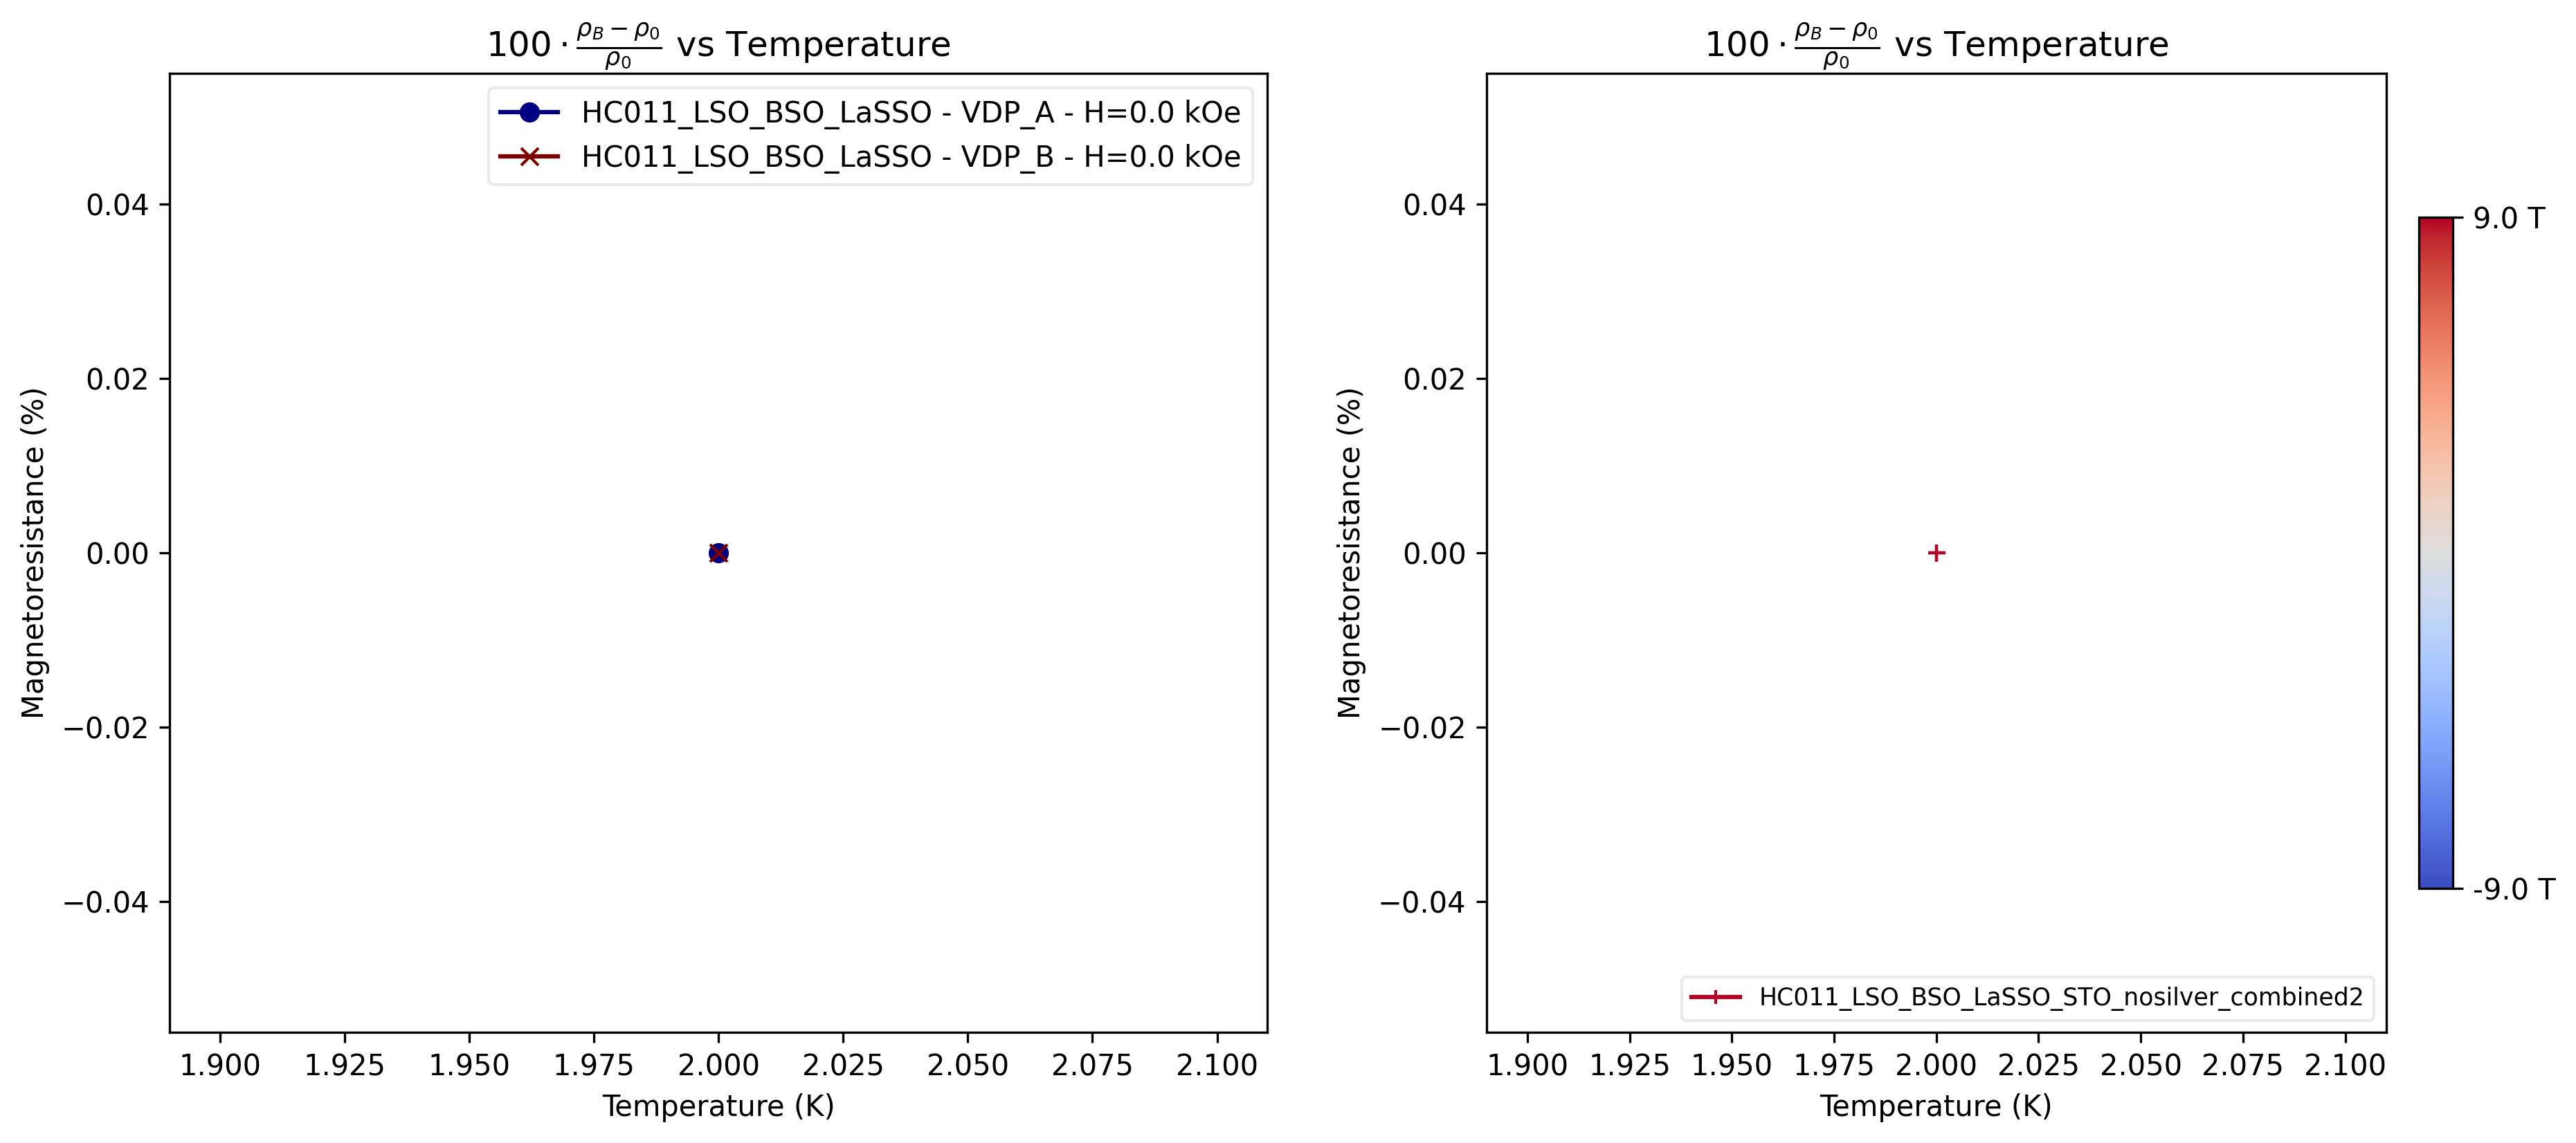 100 · (ρ_B − ρ_0)/ρ_0 vs Temperature
HC011_LSO_BSO_LaSSO - VDP_A - H=0.0 kOe
HC011_LSO_BSO_LaSSO - VDP_B - H=0.0 kOe
0.04
0.02
0.00
−0.02
−0.04
Magnetoresistance (%)
1.900 1.925 1.950 1.975 2.000 2.025 2.050 2.075 2.100
Temperature (K)
100 · (ρ_B − ρ_0)/ρ_0 vs Temperature
0.04
0.02
0.00
−0.02
−0.04
Magnetoresistance (%)
HC011_LSO_BSO_LaSSO_STO_nosilver_combined2
1.900 1.925 1.950 1.975 2.000 2.025 2.050 2.075 2.100
Temperature (K)
9.0 T
-9.0 T